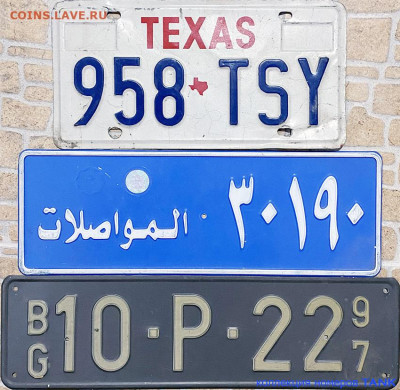 COINS.LAVE.RU
TEXAS
958 TSY
المواصلات ٣٠١٩٠
BG 10·P·22 97